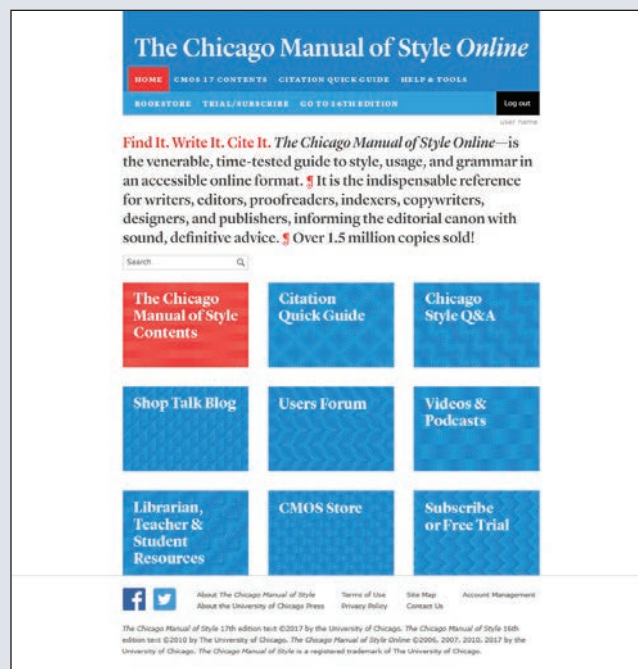 The Chicago Manual of Style Online
HOME CMOS 17 CONTENTS CITATION QUICK GUIDE HELP & TOOLS
BOOKSTORE TRIAL/SUBSCRIBE GO TO 16TH EDITION Log out
user name
Find It. Write It. Cite It. The Chicago Manual of Style Online—is
the venerable, time-tested guide to style, usage, and grammar in
an accessible online format. ¶ It is the indispensable reference
for writers, editors, proofreaders, indexers, copywriters,
designers, and publishers, informing the editorial canon with
sound, definitive advice. ¶ Over 1.5 million copies sold!
Search
The Chicago
Manual of Style
Contents
Citation
Quick Guide
Chicago
Style Q&A
Shop Talk Blog
Users Forum
Videos &
Podcasts
Librarian,
Teacher &
Student
Resources
CMOS Store
Subscribe
or Free Trial
About The Chicago Manual of Style Terms of Use Site Map Account Management
About the University of Chicago Press Privacy Policy Contact Us
The Chicago Manual of Style 17th edition text ©2017 by the University of Chicago. The Chicago Manual of Style 16th
edition text ©2010 by The University of Chicago. The Chicago Manual of Style Online ©2006, 2007, 2010, 2017 by the
University of Chicago. The Chicago Manual of Style is a registered trademark of The University of Chicago.